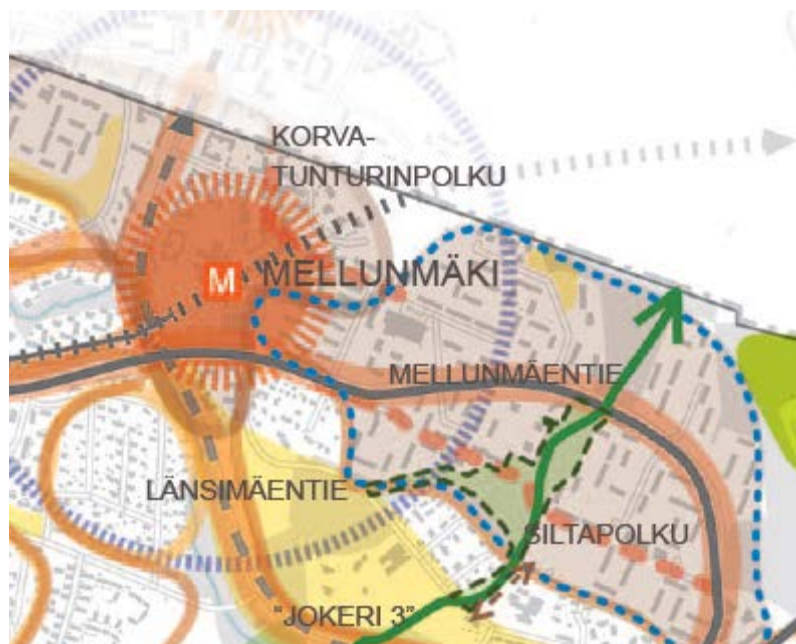 KORVA-
TUNTURINPOLKU
M MELLUNMÄKI
MELLUNMÄENTIE
LÄNSIMÄENTIE
SILTAPOLKU
"JOKERI 3"